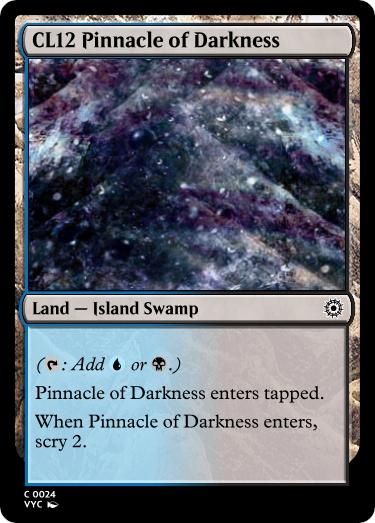 CL12 Pinnacle of Darkness
Land — Island Swamp
(: Add or .)
Pinnacle of Darkness enters tapped.
When Pinnacle of Darkness enters,
scry 2.
C 0024
VYC